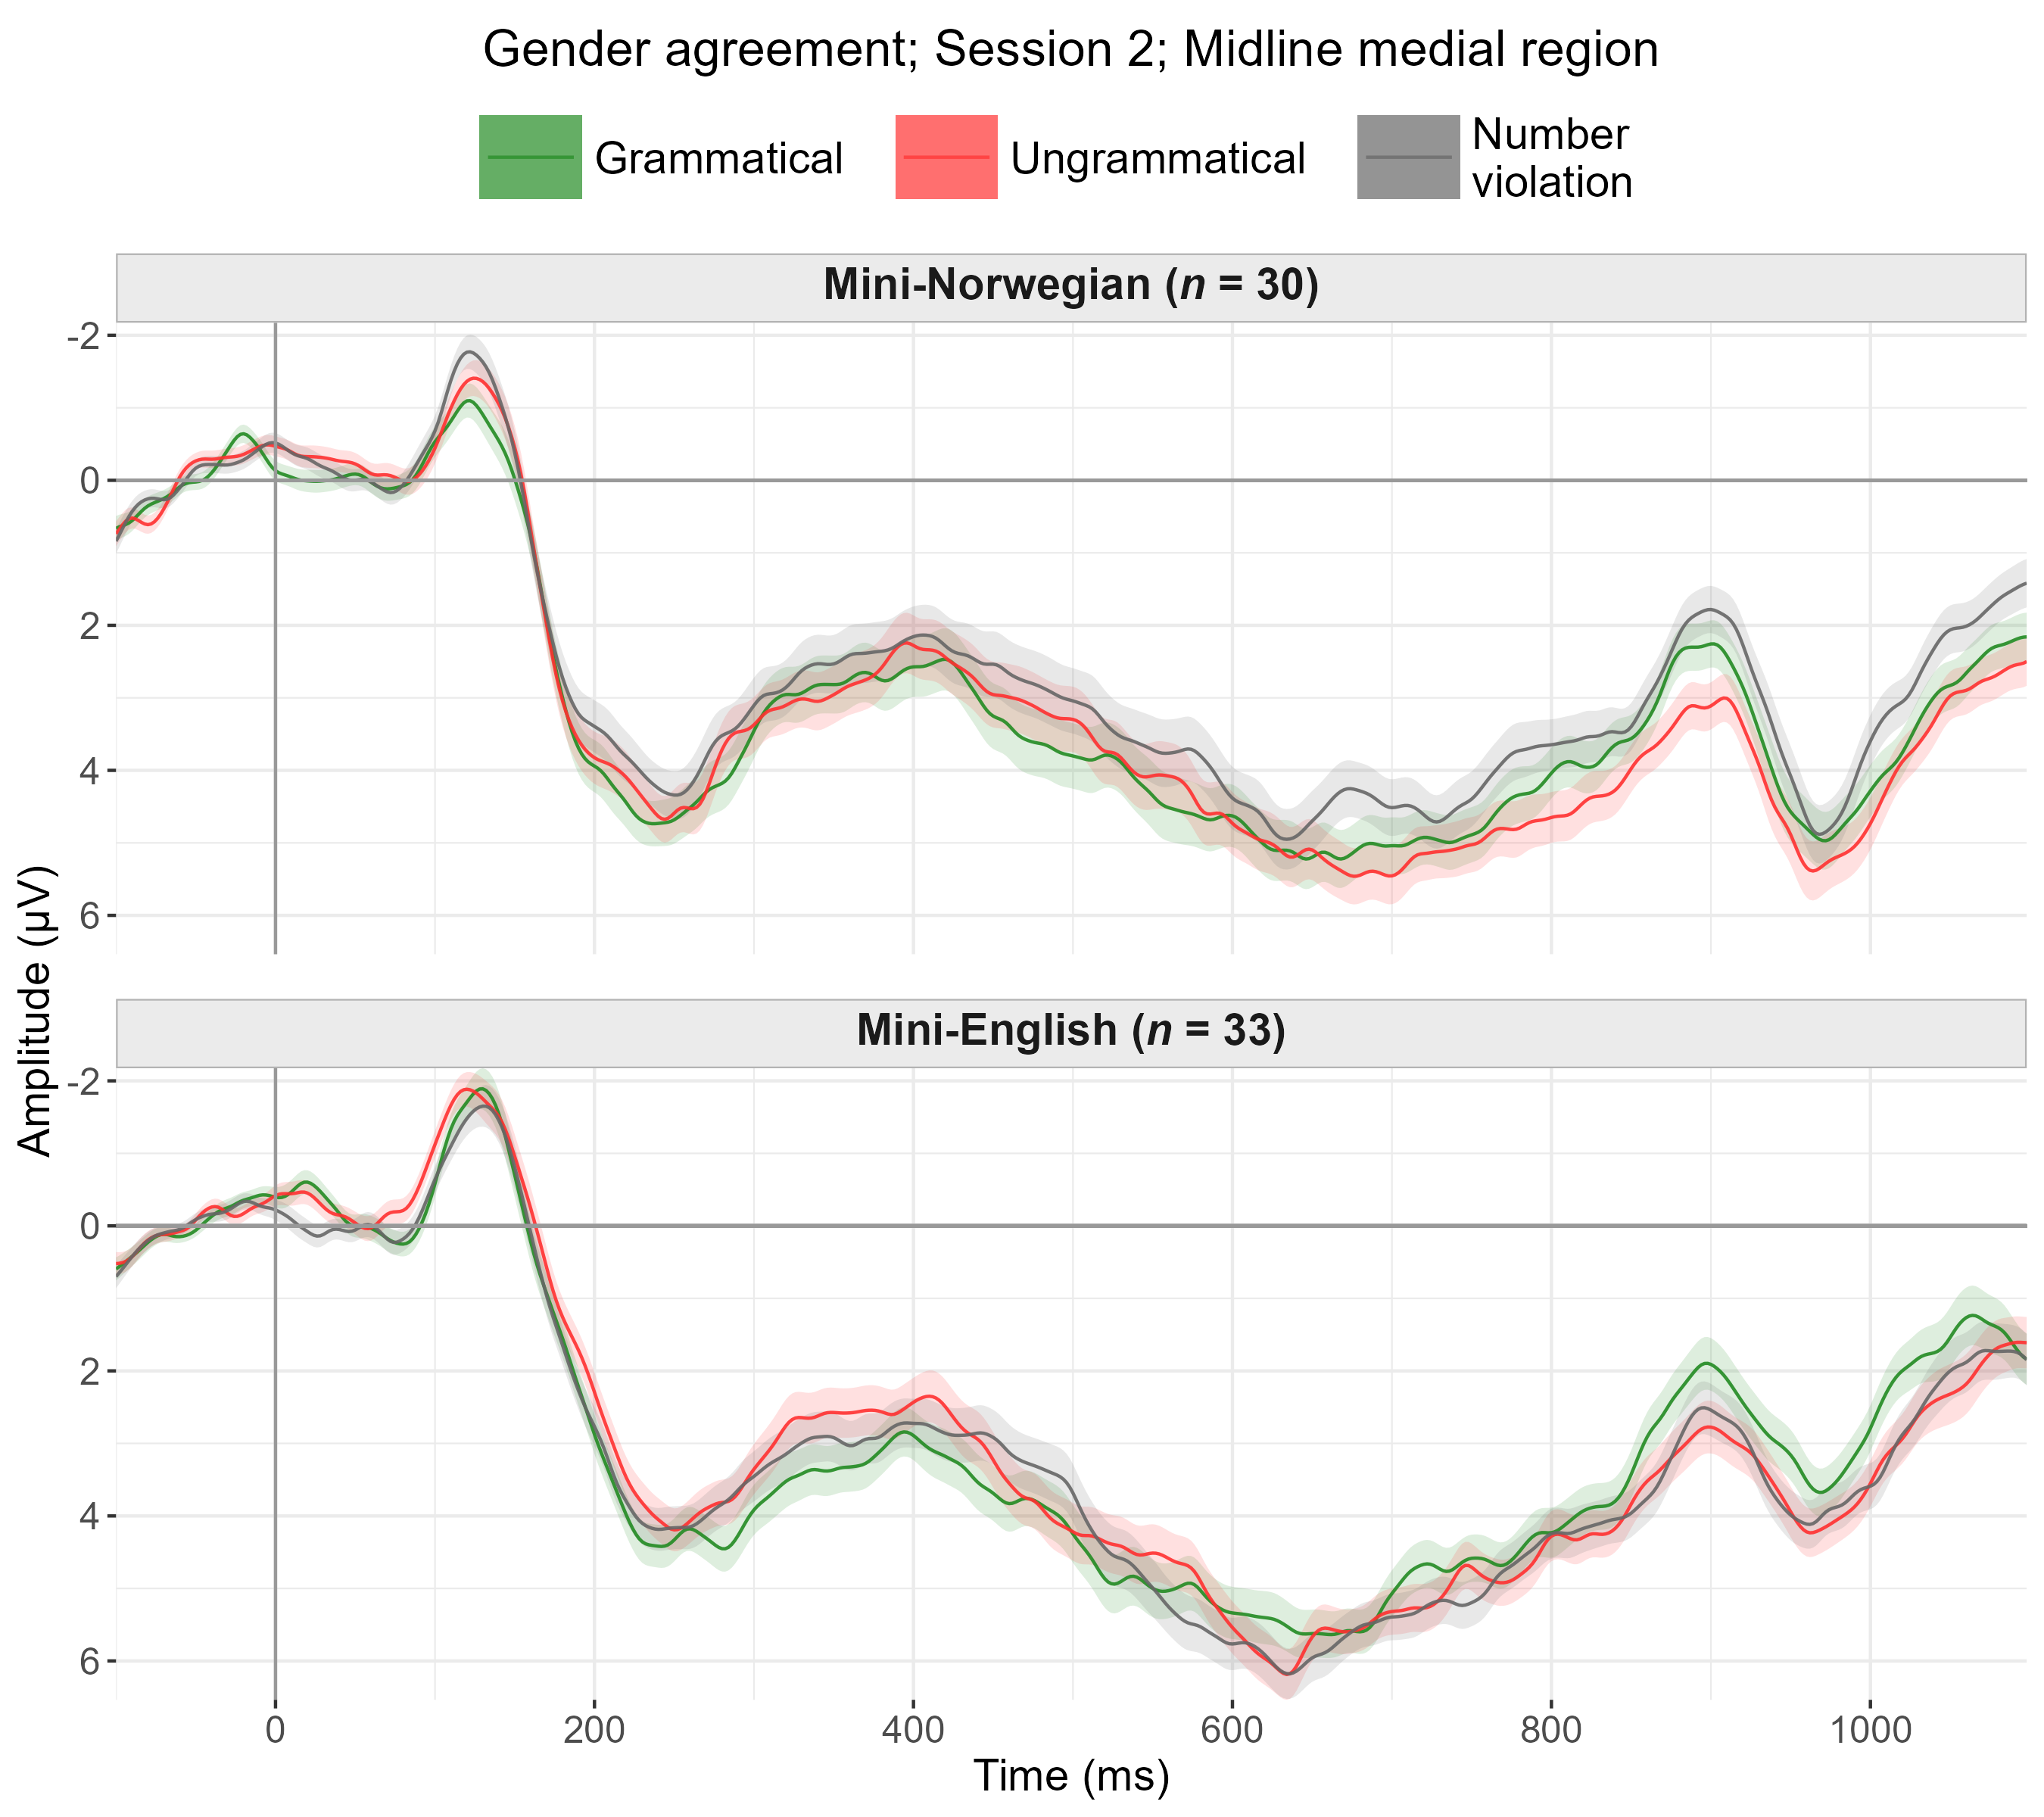 Gender agreement; Session 2; Midline medial region
Grammatical
Ungrammatical
Number
violation
Mini-Norwegian (n = 30)
-2
0
2
4
6
Mini-English (n = 33)
-2
0
2
4
6
Amplitude (µV)
0 200 400 600 800 1000
Time (ms)